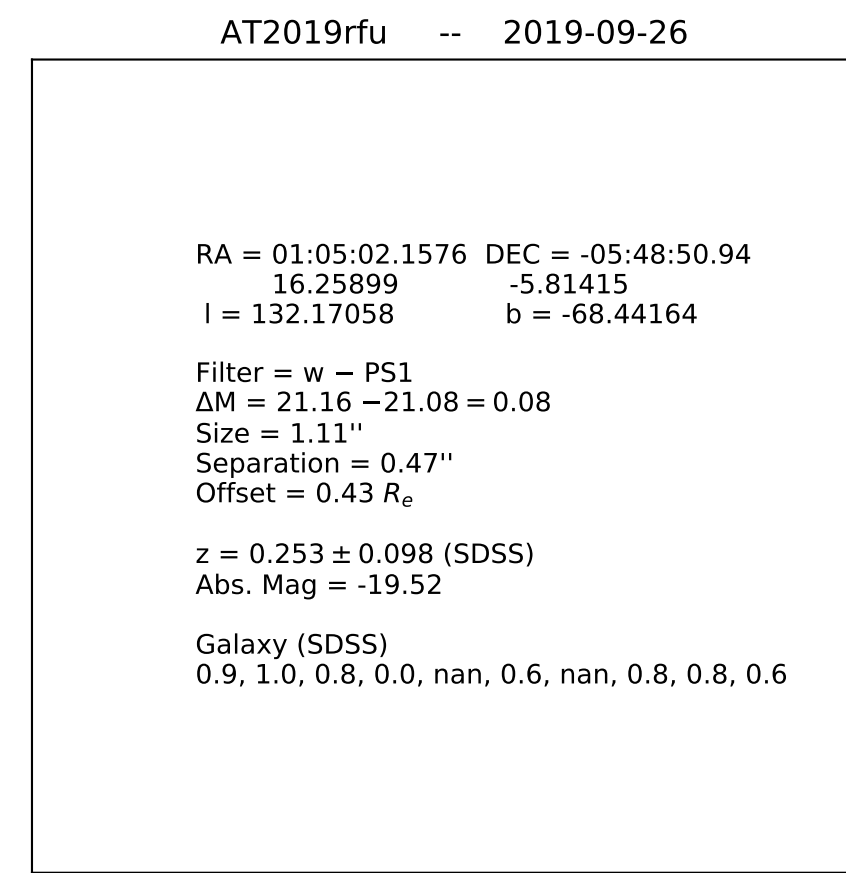 AT2019rfu -- 2019-09-26
RA = 01:05:02.1576 DEC = -05:48:50.94
16.25899 -5.81415
l = 132.17058 b = -68.44164
Filter = w − PS1
ΔM = 21.16 −21.08 = 0.08
Size = 1.11''
Separation = 0.47''
Offset = 0.43 Rₑ
z = 0.253 ± 0.098 (SDSS)
Abs. Mag = -19.52
Galaxy (SDSS)
0.9, 1.0, 0.8, 0.0, nan, 0.6, nan, 0.8, 0.8, 0.6